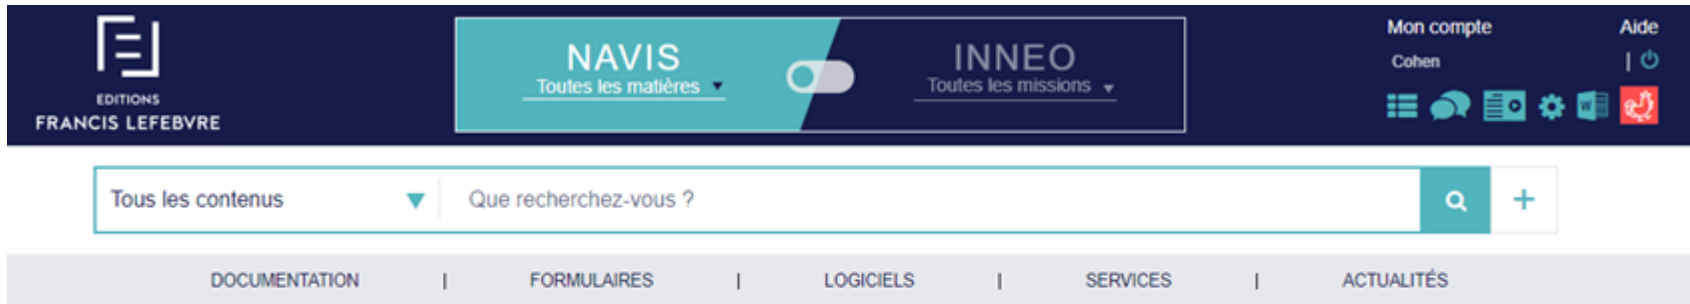 EDITIONS
FRANCIS LEFEBVRE
NAVIS
Toutes les matières
INNEO
Toutes les missions
Mon compte
Aide
Cohen
|
Tous les contenus
Que recherchez-vous ?
+
DOCUMENTATION | FORMULAIRES | LOGICIELS | SERVICES | ACTUALITÉS